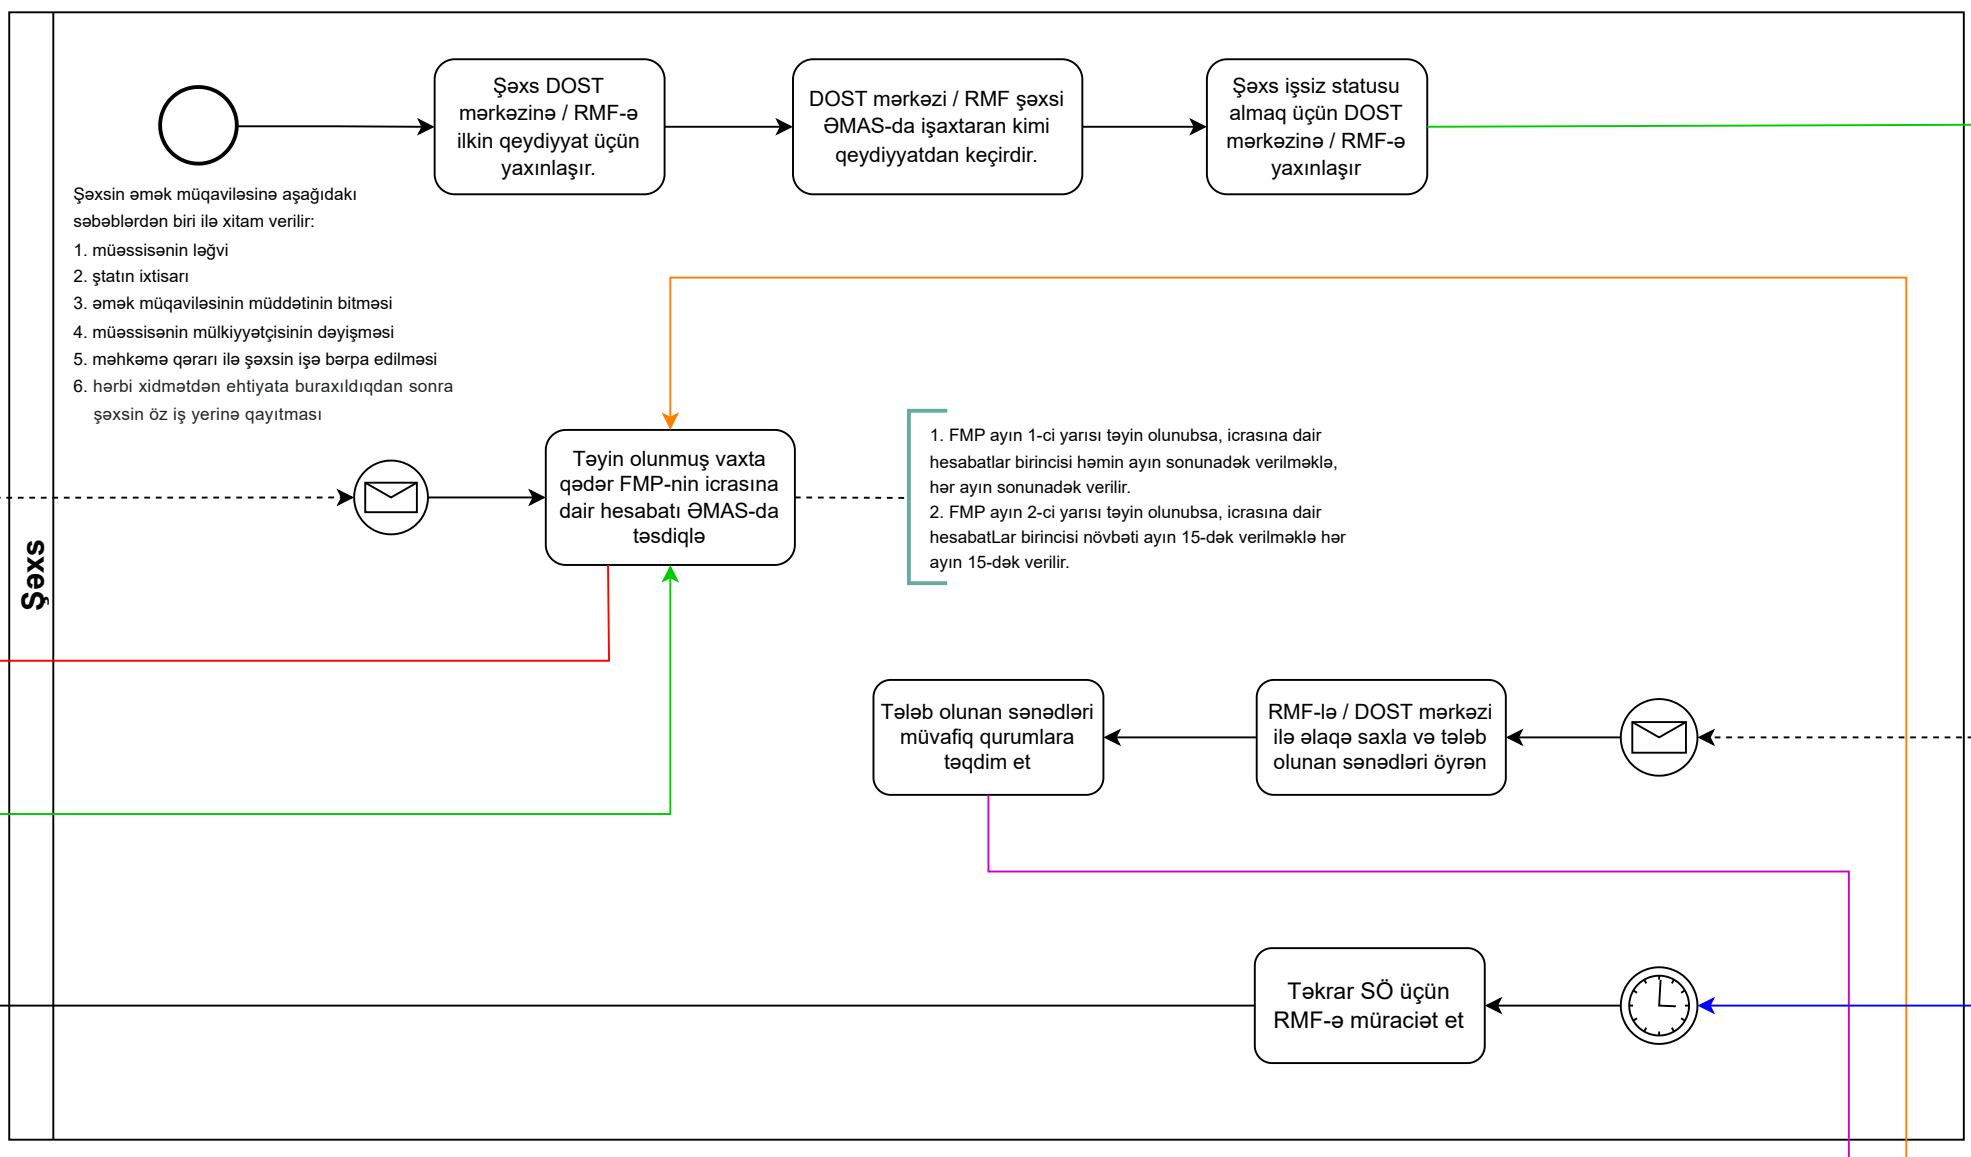 Şəxs DOST
mərkəzinə / RMF-ə
ilkin qeydiyyat üçün
yaxınlaşır.
DOST mərkəzi / RMF şəxsi
ƏMAS-da işaxtaran kimi
qeydiyyatdan keçirdir.
Şəxs işsiz statusu
almaq üçün DOST
mərkəzinə / RMF-ə
yaxınlaşır
Şəxsin əmək müqaviləsinə aşağıdakı
səbəblərdən biri ilə xitam verilir:
1. müəssisənin ləğvi
2. ştatın ixtisarı
3. əmək müqaviləsinin müddətinin bitməsi
4. müəssisənin mülkiyyətçisinin dəyişməsi
5. məhkəmə qərarı ilə şəxsin işə bərpa edilməsi
6. hərbi xidmətdən ehtiyata buraxıldıqdan sonra
şəxsin öz iş yerinə qayıtması
Təyin olunmuş vaxta
qədər FMP-nin icrasına
dair hesabatı ƏMAS-da
təsdiqlə
1. FMP ayın 1-ci yarısı təyin olunubsa, icrasına dair
hesabatlar birincisi həmin ayın sonunadək verilməklə,
hər ayın sonunadək verilir.
2. FMP ayın 2-ci yarısı təyin olunubsa, icrasına dair
hesabatLar birincisi növbəti ayın 15-dək verilməklə hər
ayın 15-dək verilir.
Şəxs
Tələb olunan sənədləri
müvafiq qurumlara
təqdim et
RMF-lə / DOST mərkəzi
ilə əlaqə saxla və tələb
olunan sənədləri öyrən
Təkrar SÖ üçün
RMF-ə müraciət et